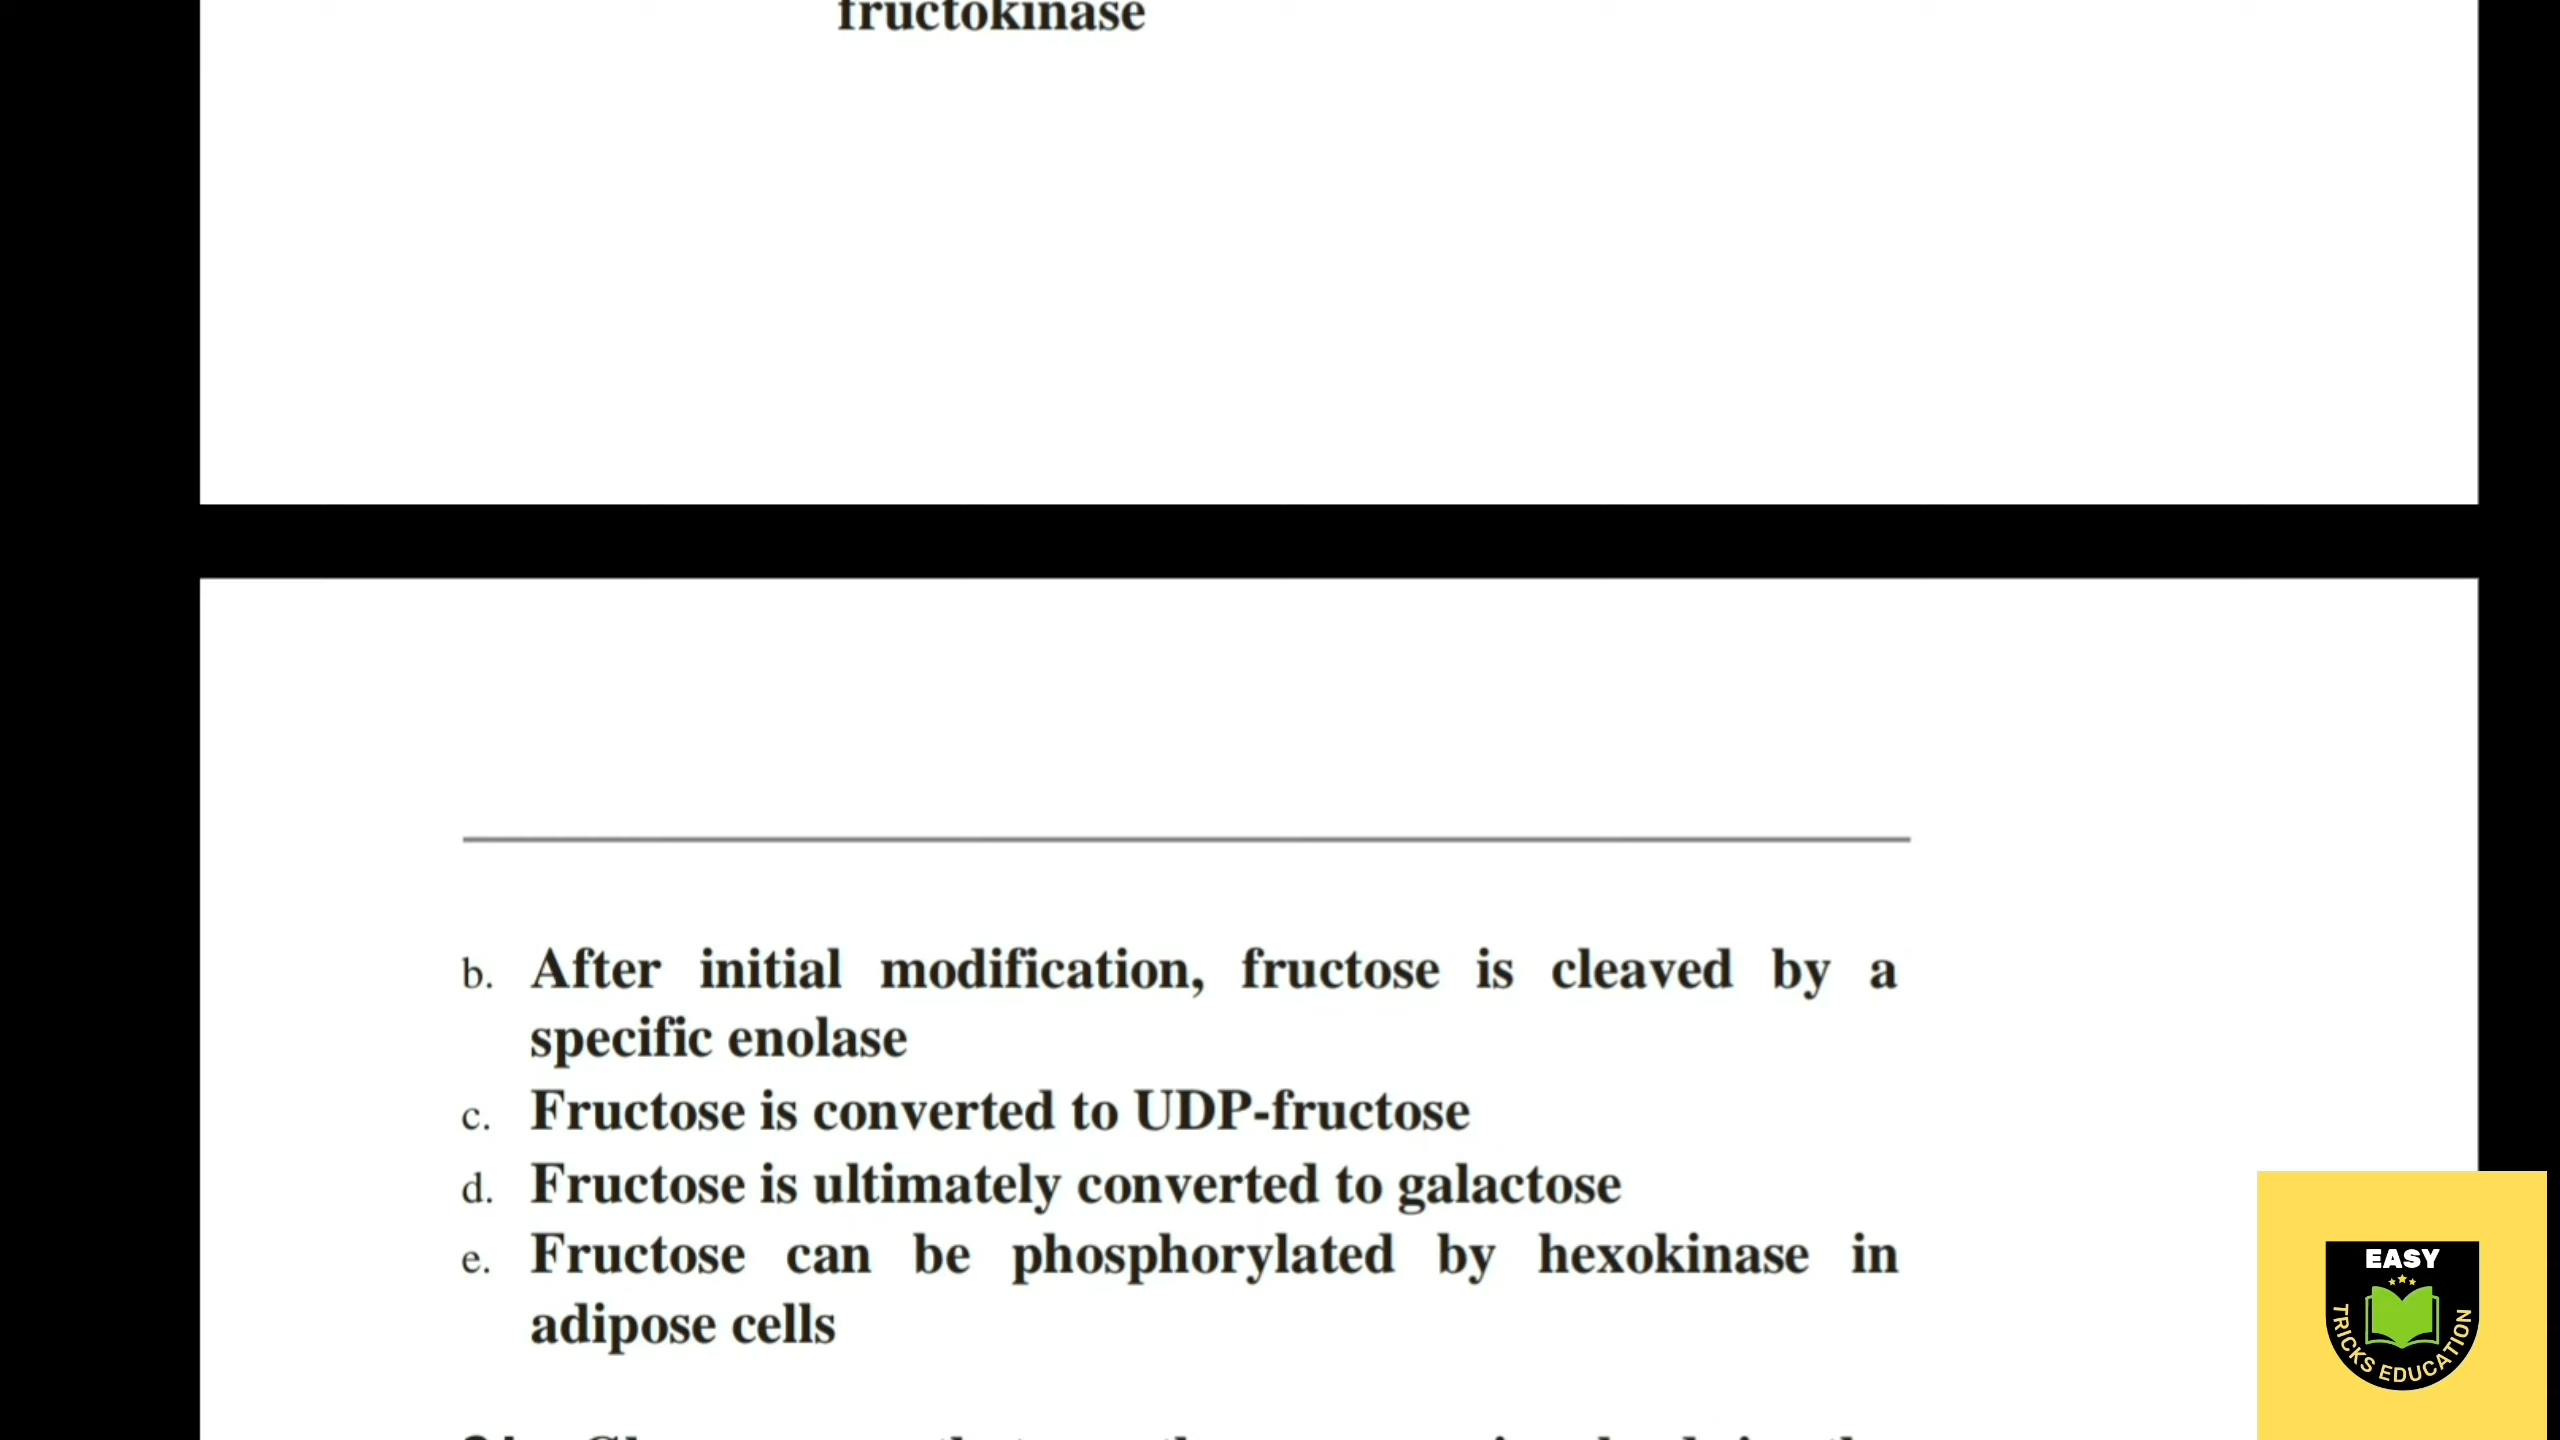 fructokinase
b. After initial modification, fructose is cleaved by a
specific enolase
c. Fructose is converted to UDP-fructose
d. Fructose is ultimately converted to galactose
e. Fructose can be phosphorylated by hexokinase in
adipose cells
EASY
TRICKS EDUCATION